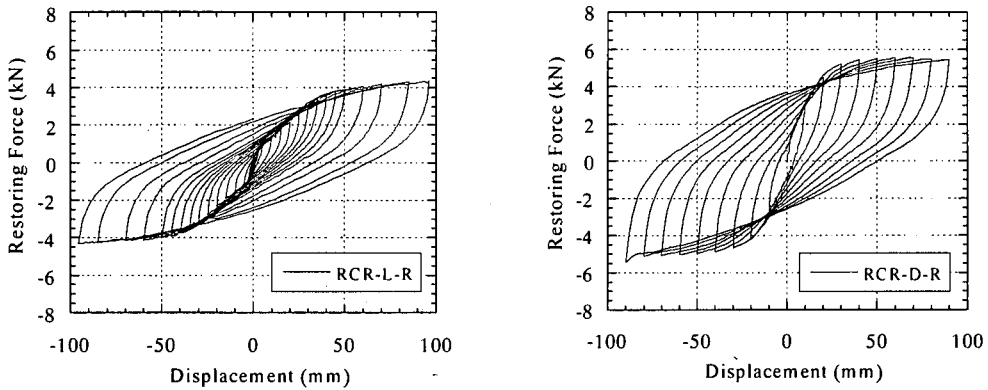 8
6
4
2
0
-2
-4
-6
-8
Restoring Force (kN)
RCR-L-R
-100 -50 0 50 100
Displacement (mm)
8
6
4
2
0
-2
-4
-6
-8
Restoring Force (kN)
RCR-D-R
-100 -50 0 50 100
Displacement (mm)